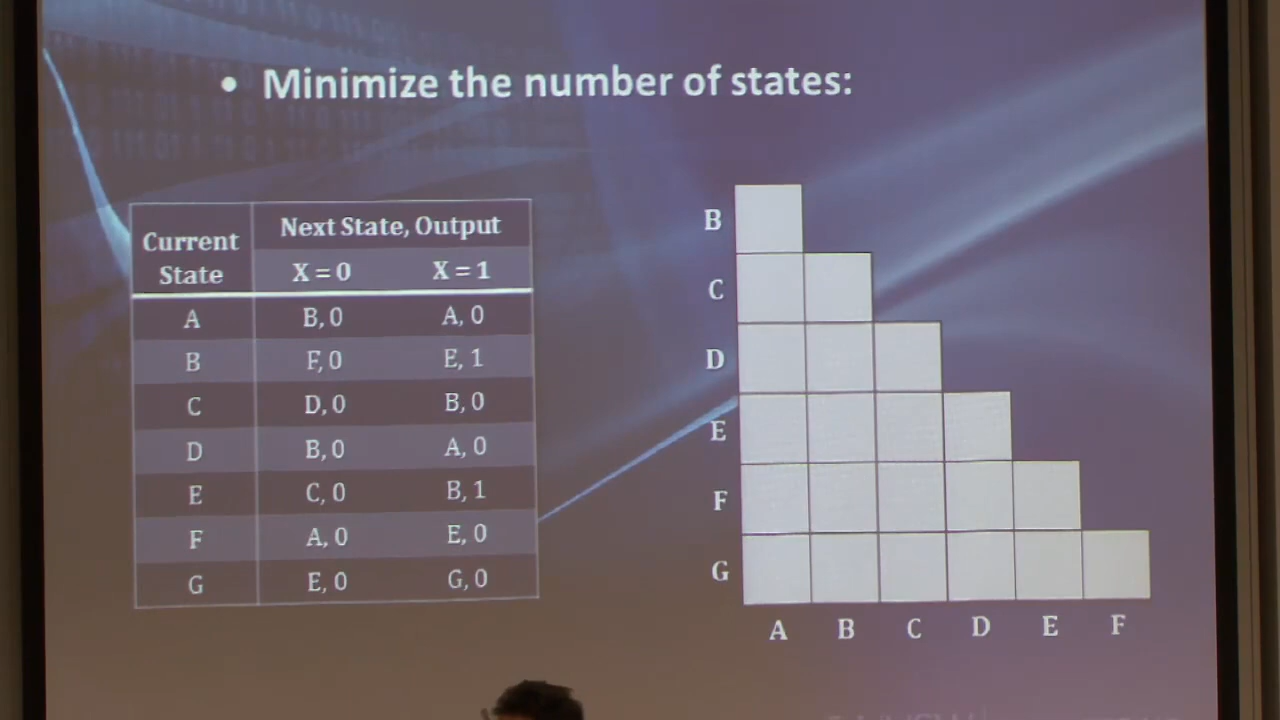 • Minimize the number of states:
Current State Next State, Output
X = 0 X = 1
A B, 0 A, 0
B F, 0 E, 1
C D, 0 B, 0
D B, 0 A, 0
E C, 0 B, 1
F A, 0 E, 0
G E, 0 G, 0
B
C
D
E
F
G
A B C D E F